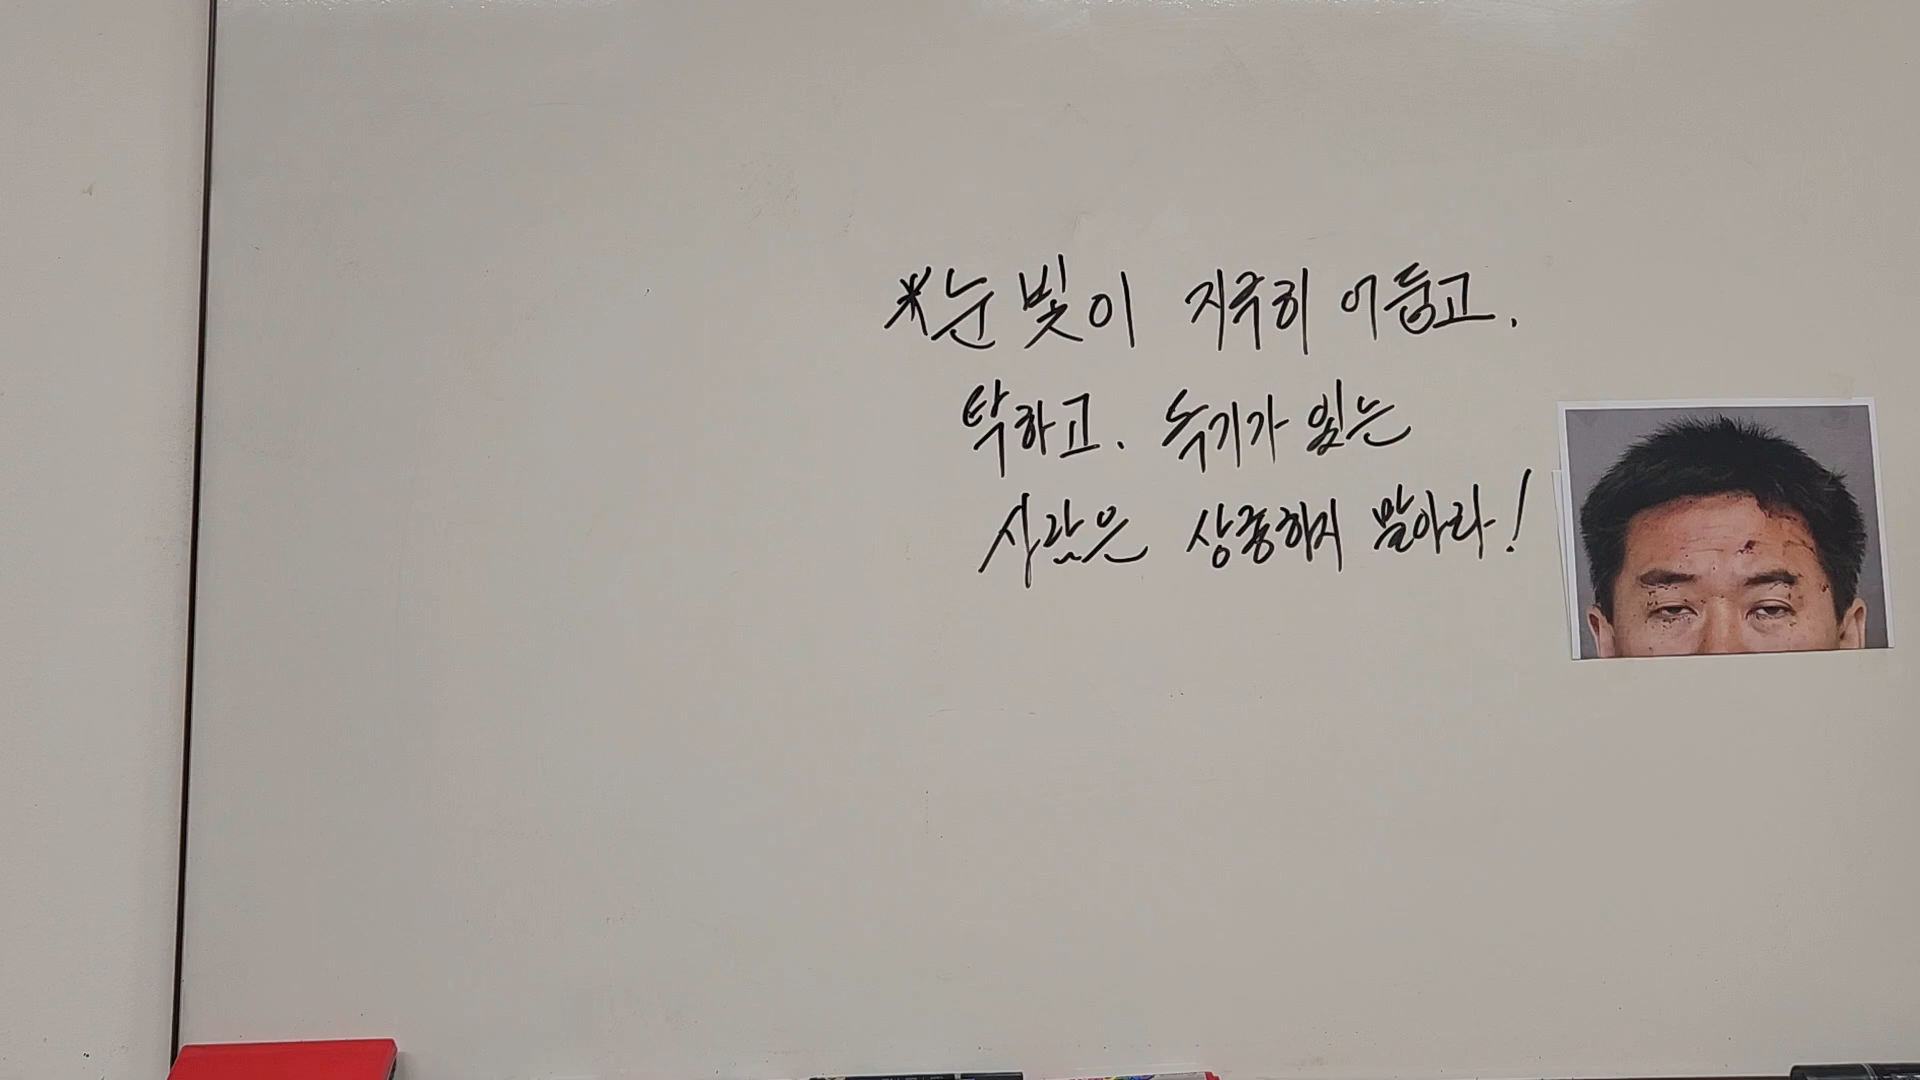 ※눈빛이 지극히 어둡고.
탁하고. 독기가 있는
사람은 상종하지 말아라!